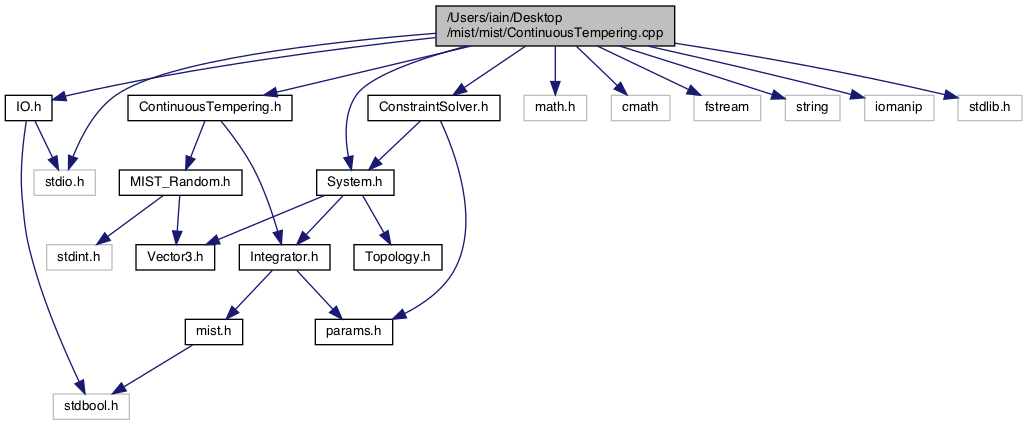 /Users/iain/Desktop
/mist/mist/ContinuousTempering.cpp
IO.h
ContinuousTempering.h
ConstraintSolver.h
math.h
cmath
fstream
string
iomanip
stdlib.h
stdio.h
MIST_Random.h
System.h
stdint.h
Vector3.h
Integrator.h
Topology.h
mist.h
params.h
stdbool.h